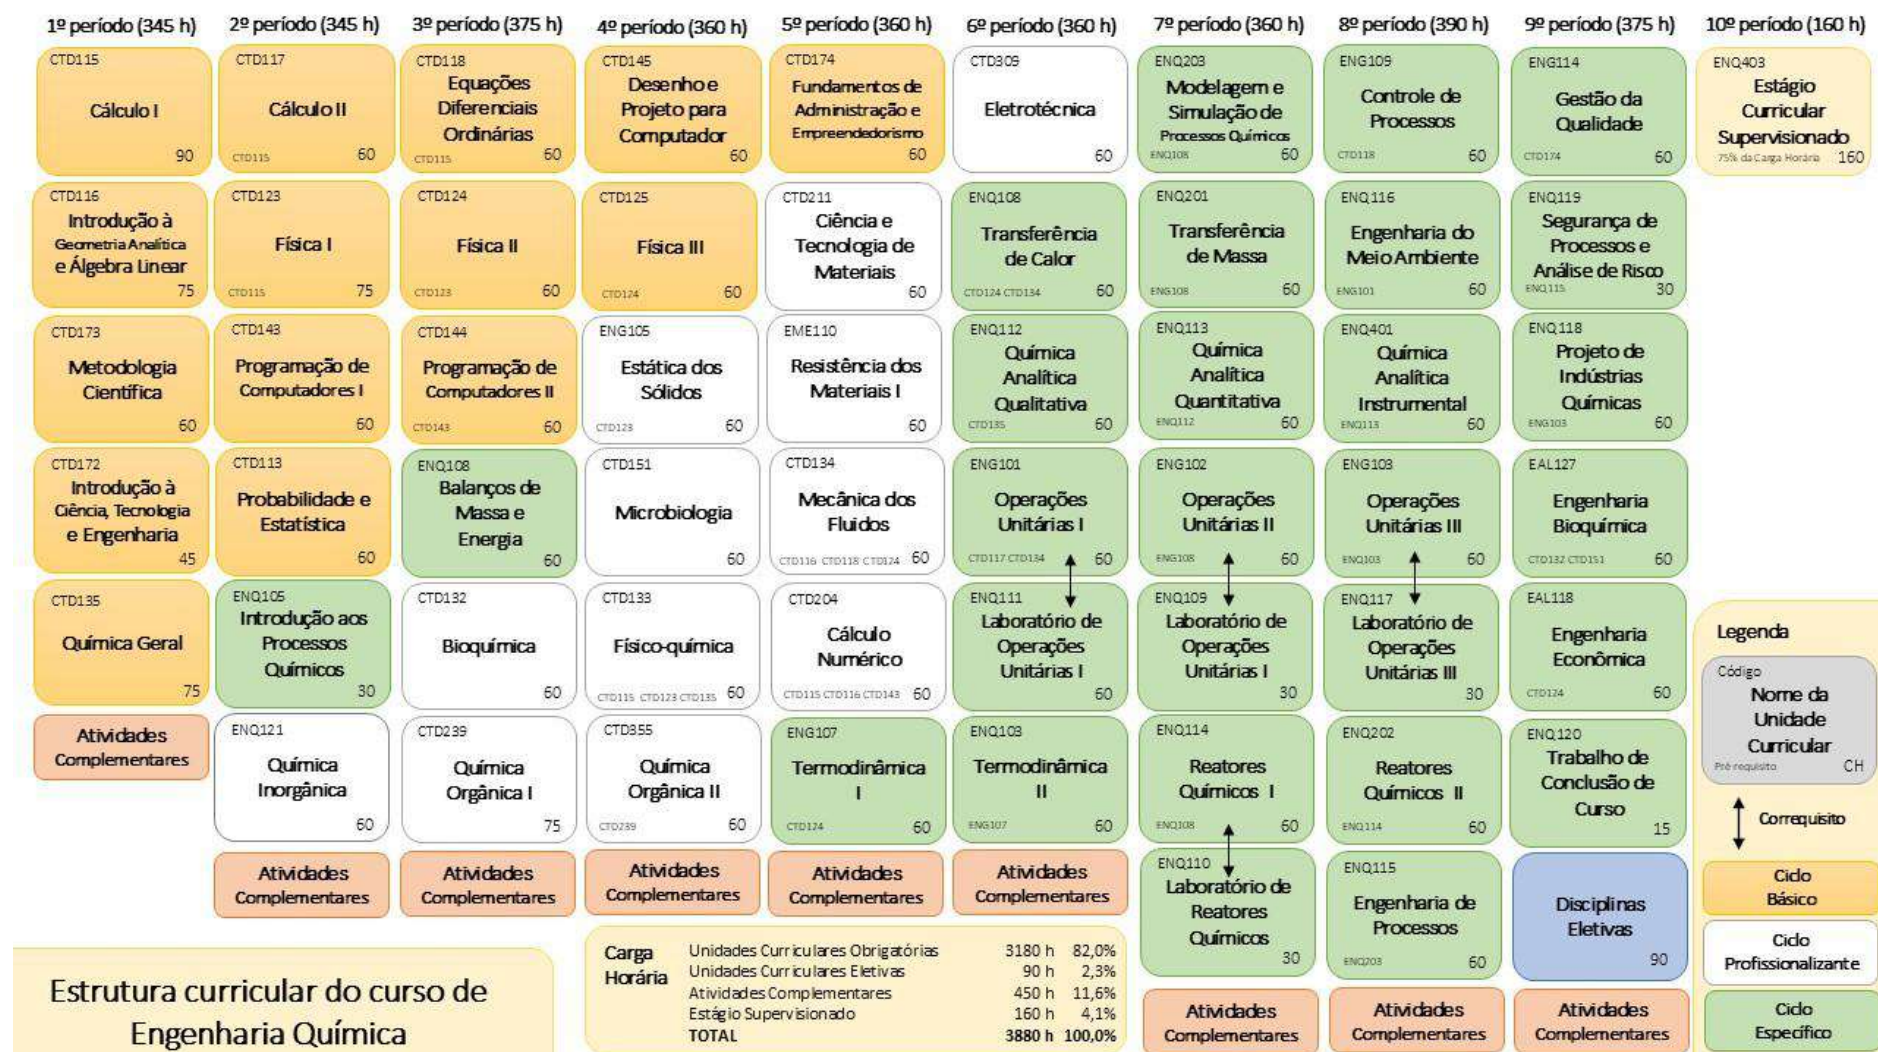 1º período (345 h)
CTD115
Cálculo I
90
CTD116
Introdução à
Geometria Analítica
e Álgebra Linear
75
CTD173
Metodologia
Científica
60
CTD172
Introdução à
Ciência, Tecnologia
e Engenharia
45
CTD135
Química Geral
75
Atividades
Complementares
2º período (345 h)
CTD117
Cálculo II
CTD115 60
CTD123
Física I
CTD115 75
CTD143
Programação de
Computadores I
60
CTD113
Probabilidade e
Estatística
60
ENQ105
Introdução aos
Processos
Químicos
30
ENQ121
Química
Inorgânica
60
Atividades
Complementares
3º período (375 h)
CTD118
Equações
Diferenciais
Ordinárias
CTD115 60
CTD124
Física II
CTD123 60
CTD144
Programação de
Computadores II
CTD143 60
ENQ108
Balanços de
Massa e
Energia
60
CTD132
Bioquímica
60
CTD239
Química
Orgânica I
75
Atividades
Complementares
4º período (360 h)
CTD145
Desenho e
Projeto para
Computador
60
CTD125
Física III
CTD124 60
ENG105
Estática dos
Sólidos
CTD123 60
CTD151
Microbiologia
60
CTD133
Físico-química
CTD115 CTD123 CTD135 60
CTD355
Química
Orgânica II
CTD239 60
Atividades
Complementares
5º período (360 h)
CTD174
Fundamentos de
Administração e
Empreendedorismo
60
CTD211
Ciência e
Tecnologia de
Materiais
60
EME110
Resistência dos
Materiais I
60
CTD134
Mecânica dos
Fluidos
CTD116 CTD118 CTD124 60
CTD204
Cálculo
Numérico
CTD115 CTD116 CTD143 60
ENG107
Termodinâmica
I
CTD124 60
Atividades
Complementares
6º período (360 h)
CTD309
Eletrotécnica
60
ENQ108
Transferência
de Calor
CTD124 CTD134 60
ENQ112
Química
Analítica
Qualitativa
CTD135 60
ENG101
Operações
Unitárias I
CTD117 CTD134 60
ENQ111
Laboratório de
Operações
Unitárias I
60
ENQ103
Termodinâmica
II
ENG107 60
Atividades
Complementares
7º período (360 h)
ENQ203
Modelagem e
Simulação de
Processos Químicos
ENQ108 60
ENQ201
Transferência
de Massa
ENG108 60
ENQ113
Química
Analítica
Quantitativa
ENQ112 60
ENG102
Operações
Unitárias II
ENG108 60
ENQ109
Laboratório de
Operações
Unitárias I
30
ENQ114
Reatores
Químicos I
ENQ108 60
ENQ110
Laboratório de
Reatores
Químicos
30
Atividades
Complementares
8º período (390 h)
ENG109
Controle de
Processos
CTD118 60
ENQ116
Engenharia do
Meio Ambiente
ENG101 60
ENQ401
Química
Analítica
Instrumental
ENQ113 60
ENG103
Operações
Unitárias III
ENQ103 60
ENQ117
Laboratório de
Operações
Unitárias III
30
ENQ202
Reatores
Químicos II
ENQ114 60
ENQ115
Engenharia de
Processos
ENQ203 60
Atividades
Complementares
9º período (375 h)
ENG114
Gestão da
Qualidade
CTD174 60
ENQ119
Segurança de
Processos e
Análise de Risco
ENQ115 30
ENQ118
Projeto de
Indústrias
Químicas
ENG103 60
EAL127
Engenharia
Bioquímica
CTD132 CTD151 60
EAL118
Engenharia
Econômica
CTD124 60
ENQ120
Trabalho de
Conclusão de
Curso
15
Disciplinas
Eletivas
90
Atividades
Complementares
10º período (160 h)
ENQ403
Estágio
Curricular
Supervisionado
75% da Carga Horária 160
Legenda
Código
Nome da
Unidade
Curricular
Pré-requisito CH
Correquisito
Ciclo
Básico
Ciclo
Profissionalizante
Ciclo
Específico
Estrutura curricular do curso de
Engenharia Química
Carga
Horária
Unidades Curriculares Obrigatórias 3180 h 82,0%
Unidades Curriculares Eletivas 90 h 2,3%
Atividades Complementares 450 h 11,6%
Estágio Supervisionado 160 h 4,1%
TOTAL 3880 h 100,0%